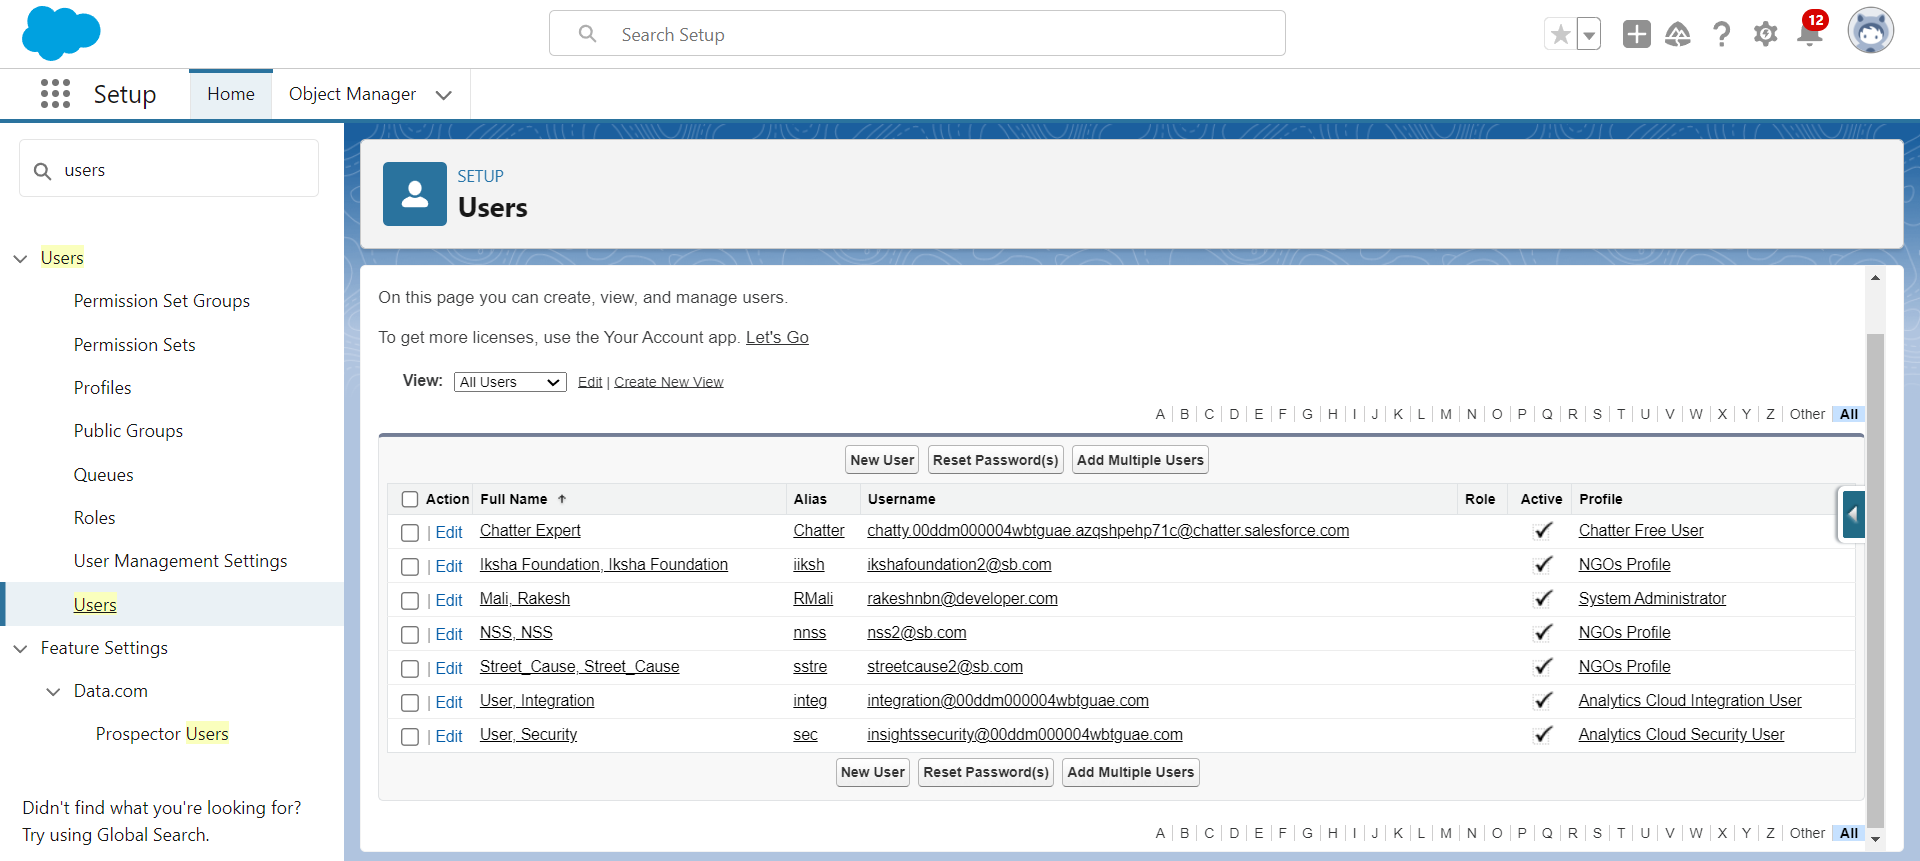 Search Setup
12
Setup
Home
Object Manager
users
Users
Permission Set Groups
Permission Sets
Profiles
Public Groups
Queues
Roles
User Management Settings
Users
Feature Settings
Data.com
Prospector Users
Didn't find what you're looking for?
Try using Global Search.
SETUP
Users
On this page you can create, view, and manage users.
To get more licenses, use the Your Account app. Let's Go
View: All Users Edit | Create New View
A | B | C | D | E | F | G | H | I | J | K | L | M | N | O | P | Q | R | S | T | U | V | W | X | Y | Z | Other | All
New User Reset Password(s) Add Multiple Users
Action Full Name ↑ Alias Username Role Active Profile
| Edit Chatter Expert Chatter chatty.00ddm000004wbtguae.azqshpehp71c@chatter.salesforce.com ✓ Chatter Free User
| Edit Iksha Foundation, Iksha Foundation iiksh ikshafoundation2@sb.com ✓ NGOs Profile
| Edit Mali, Rakesh RMali rakeshnbn@developer.com ✓ System Administrator
| Edit NSS, NSS nnss nss2@sb.com ✓ NGOs Profile
| Edit Street_Cause, Street_Cause sstre streetcause2@sb.com ✓ NGOs Profile
| Edit User, Integration integ integration@00ddm000004wbtguae.com ✓ Analytics Cloud Integration User
| Edit User, Security sec insightssecurity@00ddm000004wbtguae.com ✓ Analytics Cloud Security User
New User Reset Password(s) Add Multiple Users
A | B | C | D | E | F | G | H | I | J | K | L | M | N | O | P | Q | R | S | T | U | V | W | X | Y | Z | Other | All